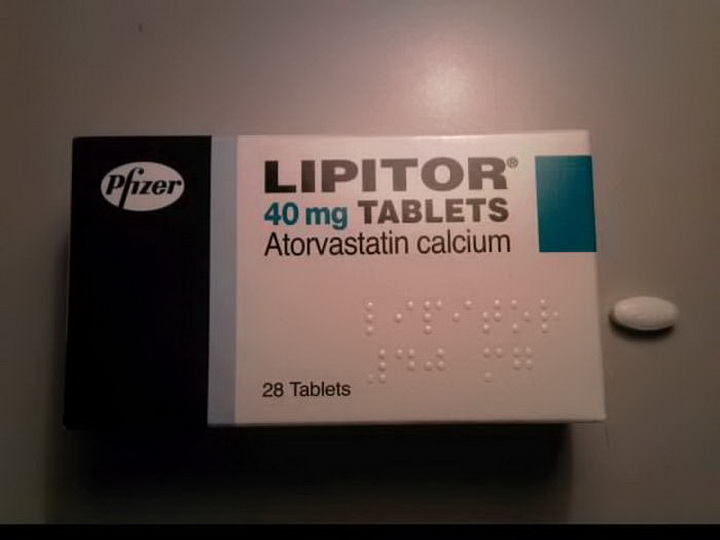 Pfizer
LIPITOR®
40 mg TABLETS
Atorvastatin calcium
28 Tablets